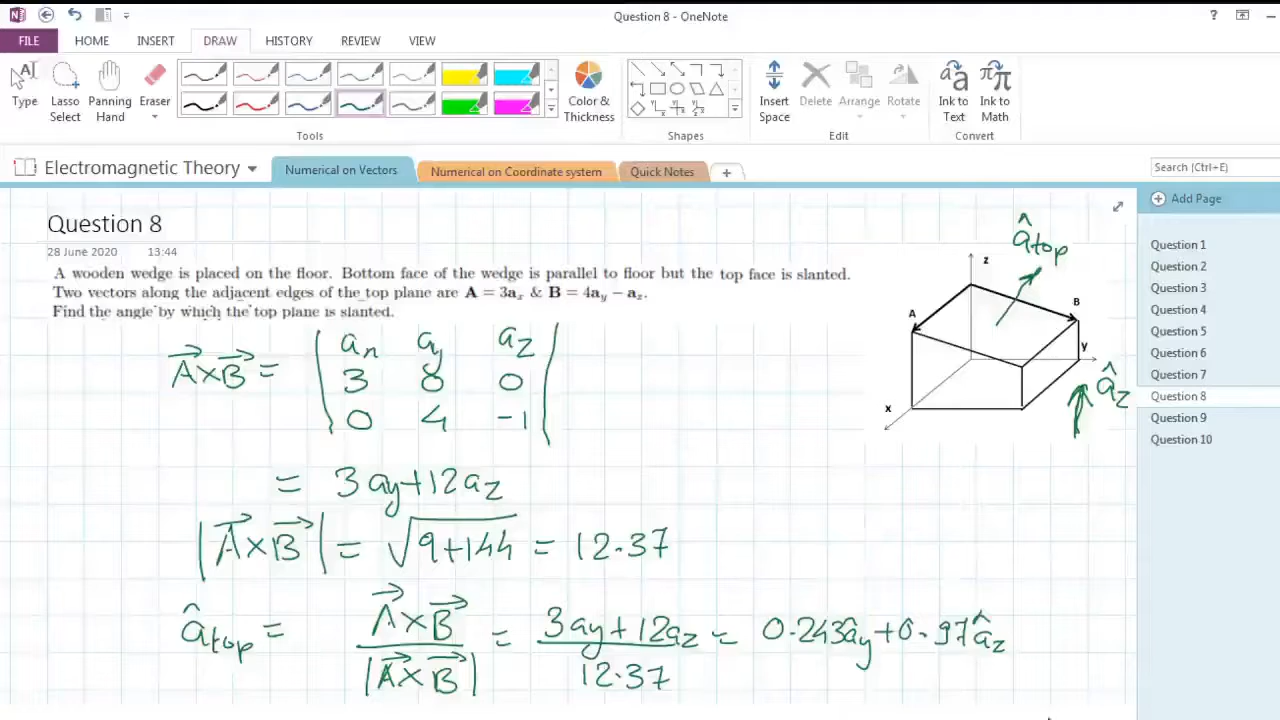 Question 8 - OneNote
?
FILE HOME INSERT DRAW HISTORY REVIEW VIEW
Type
Lasso Select
Panning Hand
Eraser
Color & Thickness
Insert Space
Delete
Arrange
Rotate
Ink to Text
Ink to Math
Tools
Shapes
Edit
Convert
Electromagnetic Theory
Numerical on Vectors
Numerical on Coordinate system
Quick Notes
+
Search (Ctrl+E)
Add Page
Question 1
Question 2
Question 3
Question 4
Question 5
Question 6
Question 7
Question 8
Question 9
Question 10
Question 8
28 June 2020 13:44
A wooden wedge is placed on the floor. Bottom face of the wedge is parallel to floor but the top face is slanted.
Two vectors along the adjacent edges of the top plane are A = 3aₓ & B = 4a_y − a_z.
Find the angle by which the top plane is slanted.
â_top
z
A
B
y
x
â_z
A⃗×B⃗ = | a_x a_y a_z |
3 0 0
0 4 -1
= 3a_y+12a_z
|A⃗×B⃗| = √9+144 = 12.37
â_top = A⃗×B⃗ / |A⃗×B⃗| = 3a_y+12a_z / 12.37 = 0.243â_y+0.97â_z